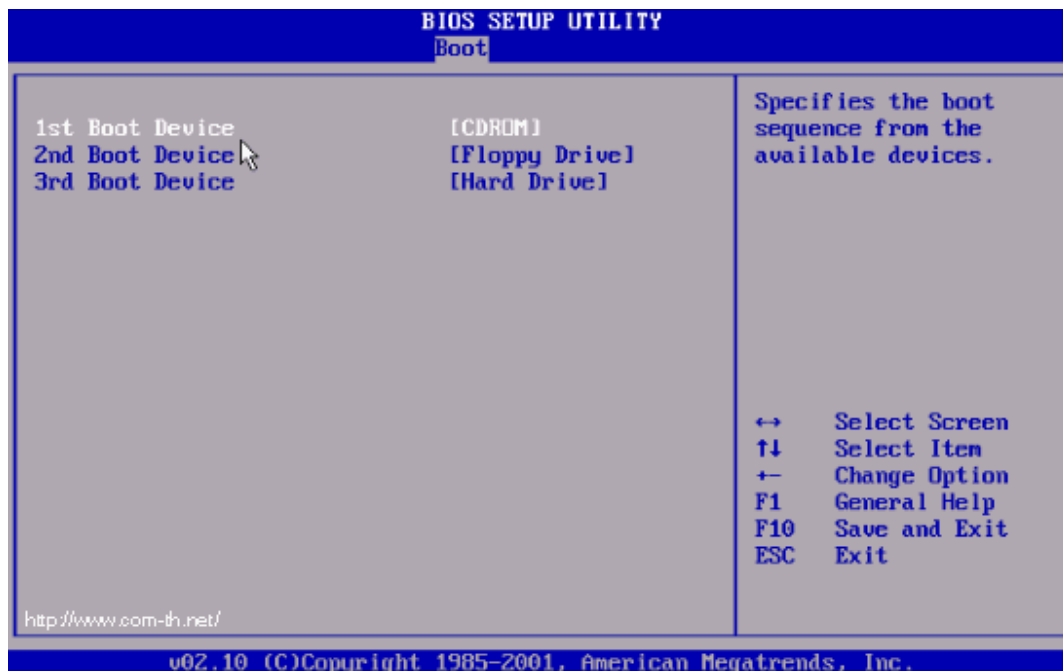 BIOS SETUP UTILITY
Boot
1st Boot Device [CDROM]
2nd Boot Device [Floppy Drive]
3rd Boot Device [Hard Drive]
Specifies the boot
sequence from the
available devices.
↔ Select Screen
↑↓ Select Item
+- Change Option
F1 General Help
F10 Save and Exit
ESC Exit
http://www.com-th.net/
v02.10 (C)Copyright 1985-2001, American Megatrends, Inc.